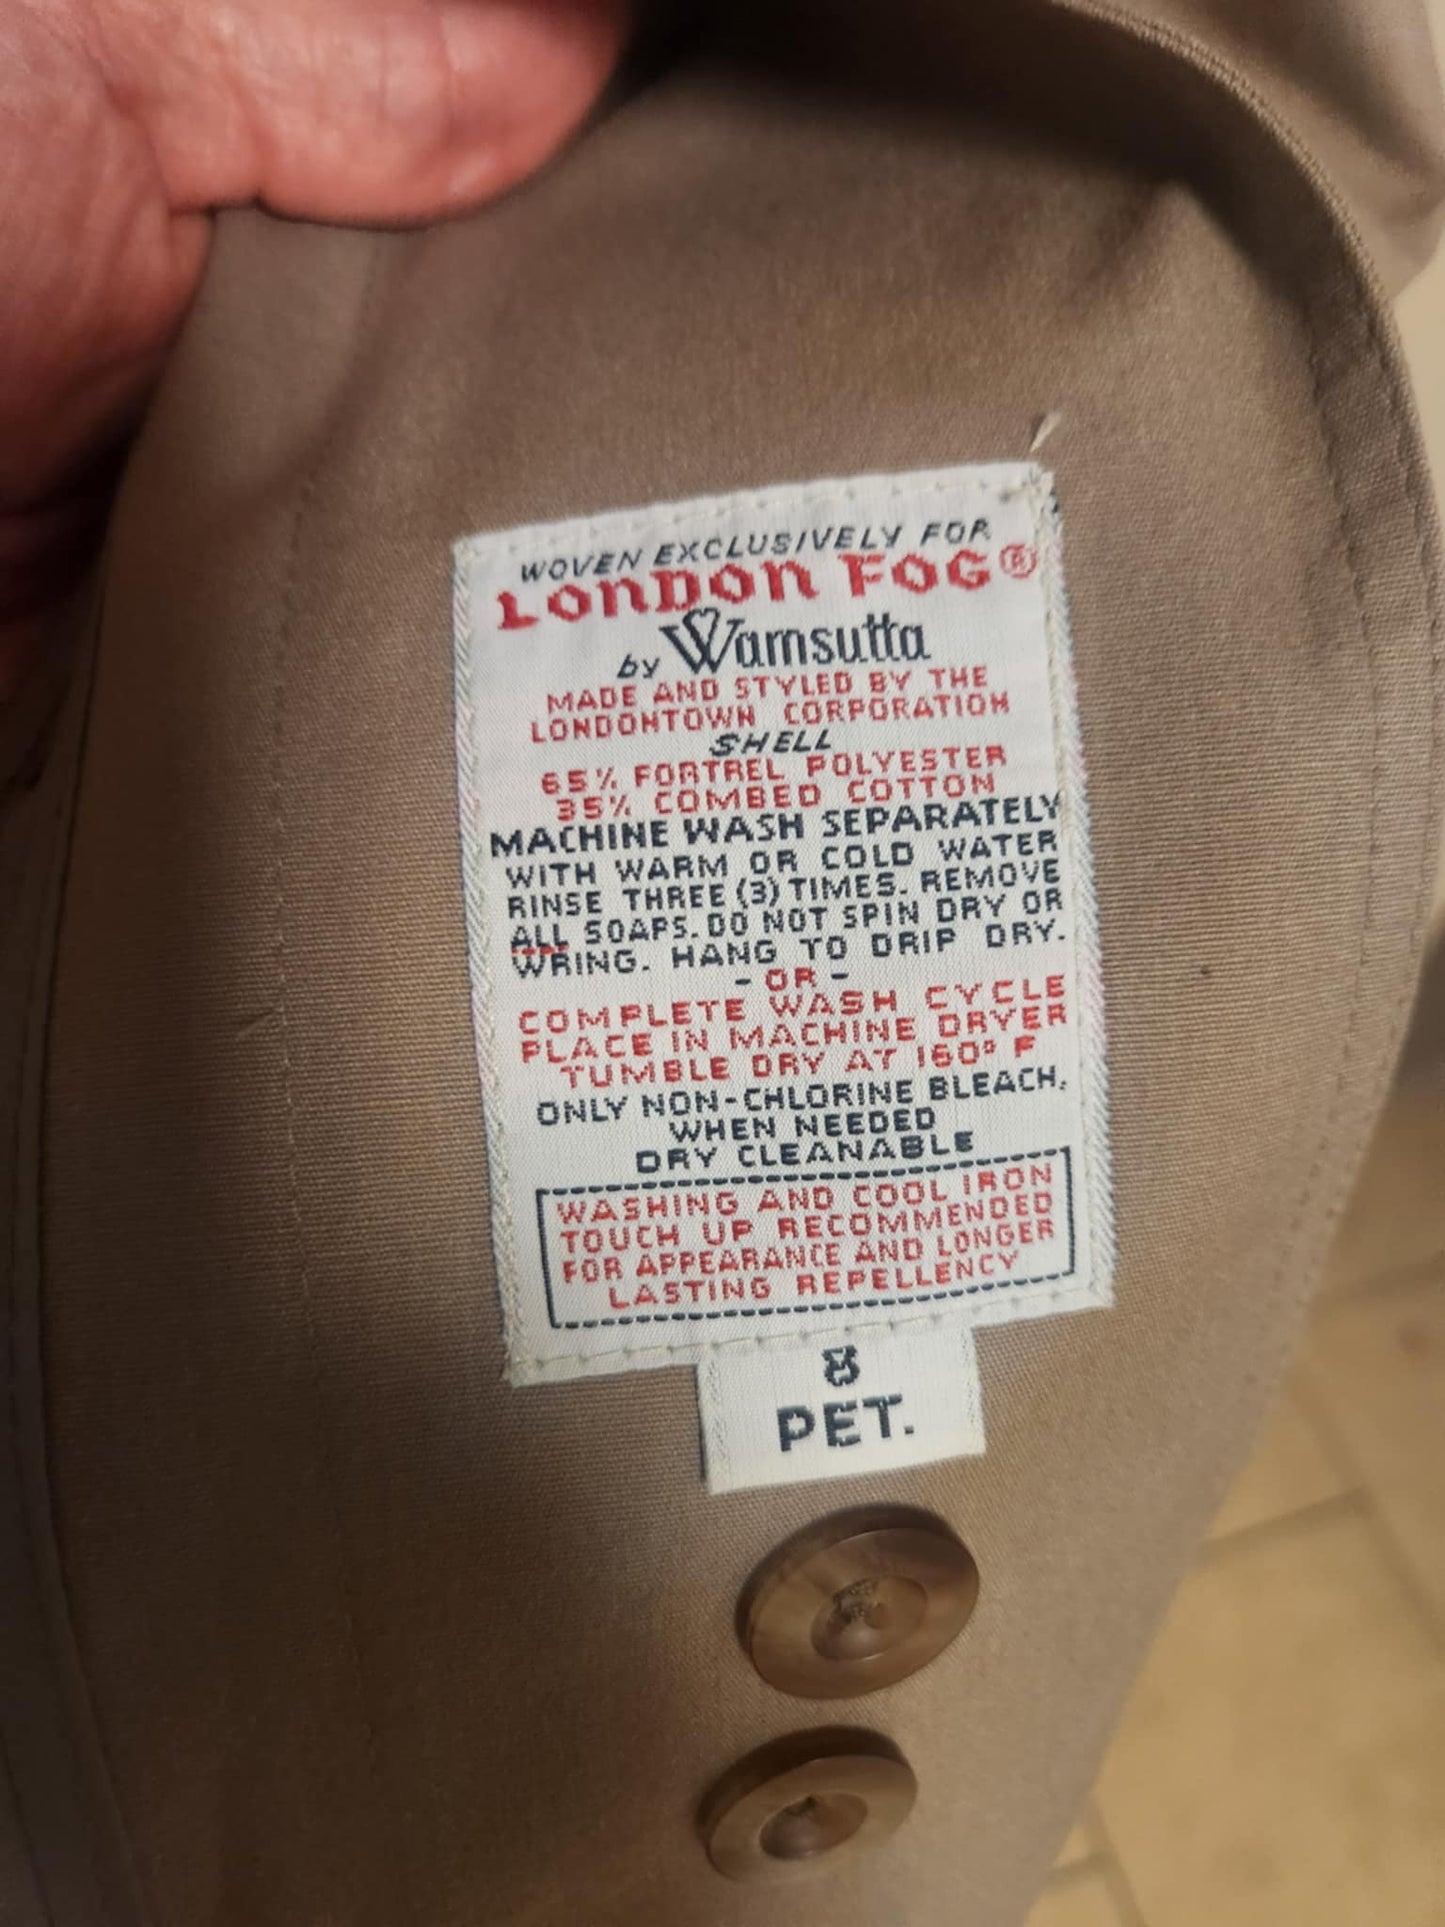 WOVEN EXCLUSIVELY FOR
LONDON FOG®
by Wamsutta
MADE AND STYLED BY THE
LONDONTOWN CORPORATION
SHELL
65% FORTREL POLYESTER
35% COMBED COTTON
MACHINE WASH SEPARATELY
WITH WARM OR COLD WATER
RINSE THREE (3) TIMES. REMOVE
ALL SOAPS. DO NOT SPIN DRY OR
WRING. HANG TO DRIP DRY.
- OR -
COMPLETE WASH CYCLE
PLACE IN MACHINE DRYER
TUMBLE DRY AT 160° F
ONLY NON-CHLORINE BLEACH,
WHEN NEEDED
DRY CLEANABLE
WASHING AND COOL IRON
TOUCH UP RECOMMENDED
FOR APPEARANCE AND LONGER
LASTING REPELLENCY
8
PET.